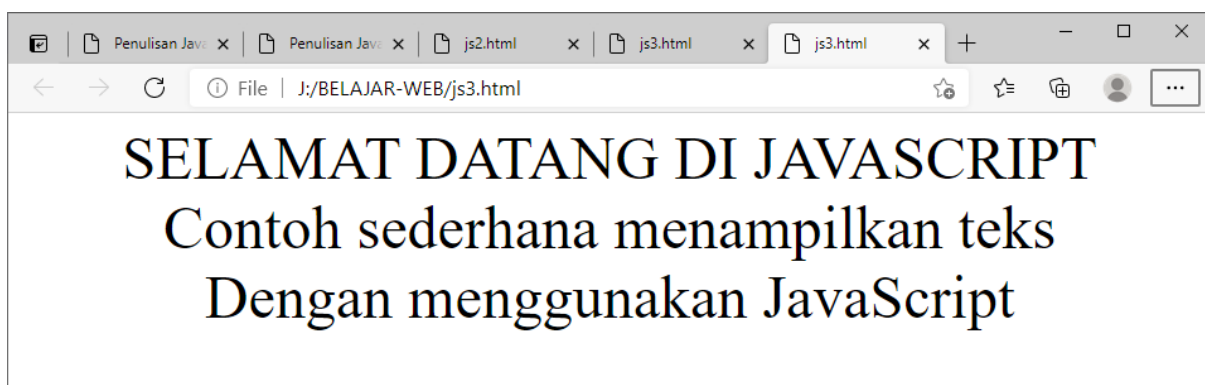 Penulisan Java
Penulisan Java
js2.html
js3.html
js3.html
File | J:/BELAJAR-WEB/js3.html
SELAMAT DATANG DI JAVASCRIPT
Contoh sederhana menampilkan teks
Dengan menggunakan JavaScript